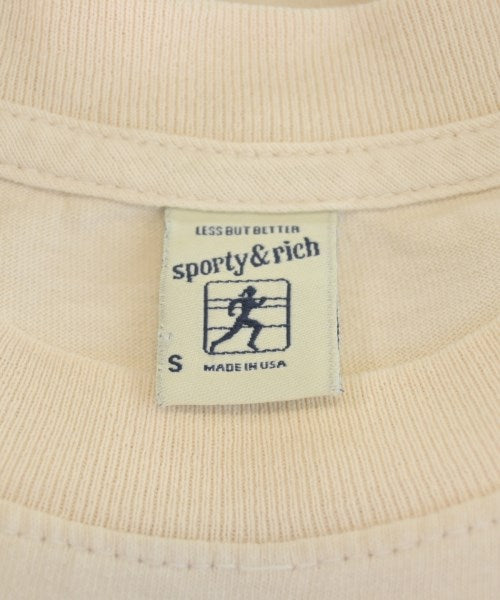 LESS BUT BETTER
sporty & rich
S
MADE IN USA